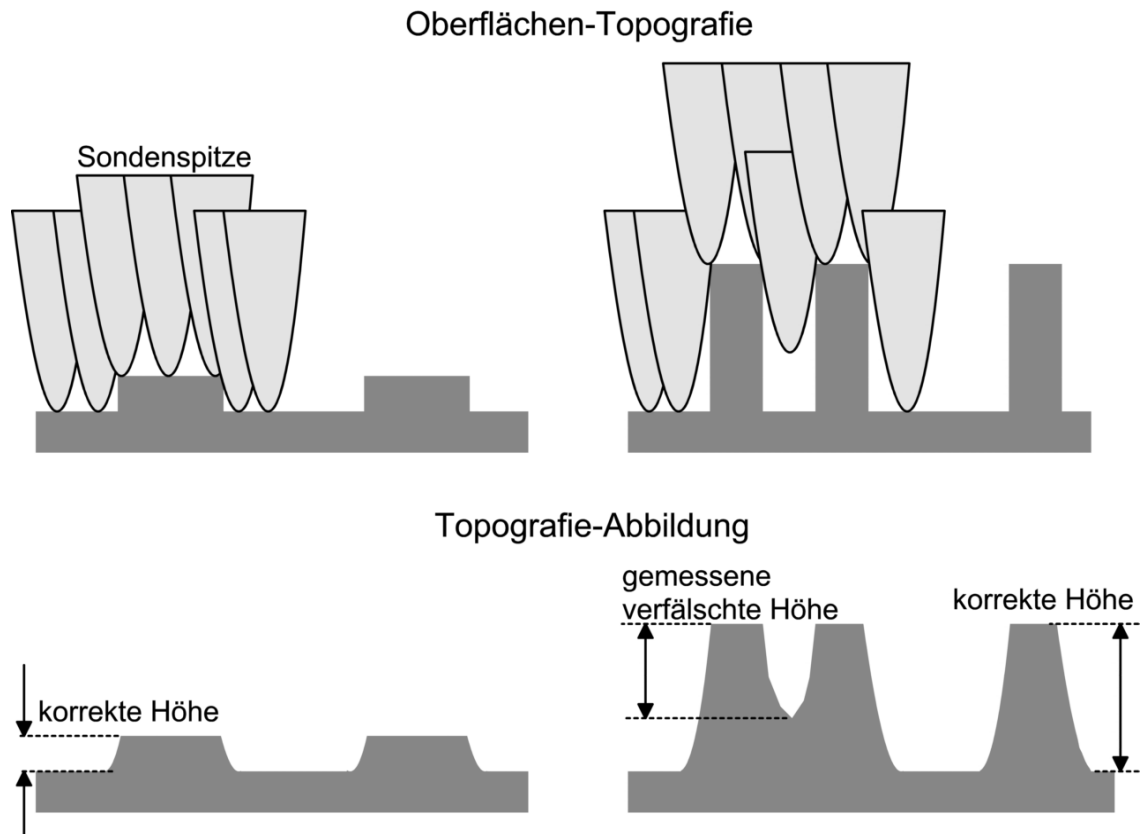 Oberflächen-Topografie
Sondenspitze
Topografie-Abbildung
gemessene
verfälschte Höhe
korrekte Höhe
korrekte Höhe